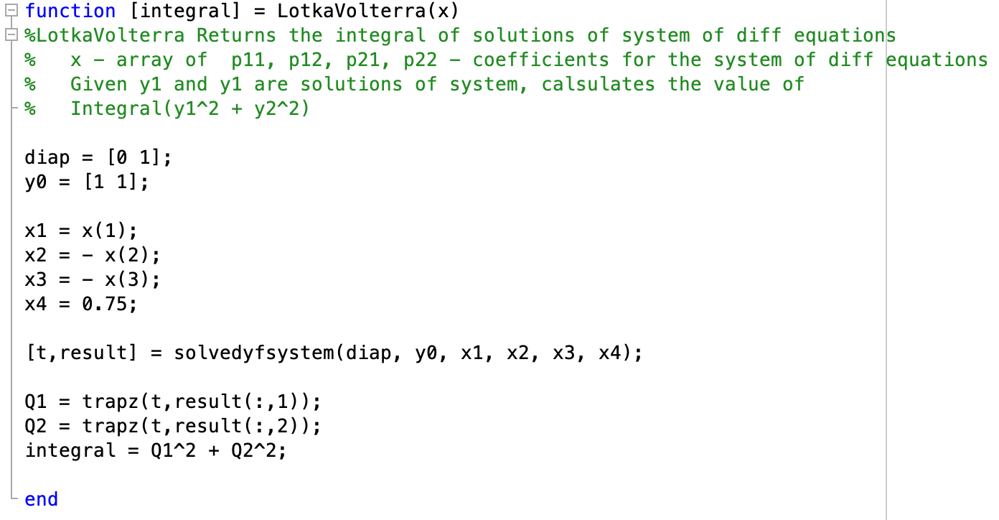 function [integral] = LotkaVolterra(x)
%LotkaVolterra Returns the integral of solutions of system of diff equations
%   x – array of  p11, p12, p21, p22 – coefficients for the system of diff equations
%   Given y1 and y1 are solutions of system, calsulates the value of
%   Integral(y1^2 + y2^2)

diap = [0 1];
y0 = [1 1];

x1 = x(1);
x2 = - x(2);
x3 = - x(3);
x4 = 0.75;

[t,result] = solvedyfsystem(diap, y0, x1, x2, x3, x4);

Q1 = trapz(t,result(:,1));
Q2 = trapz(t,result(:,2));
integral = Q1^2 + Q2^2;

end